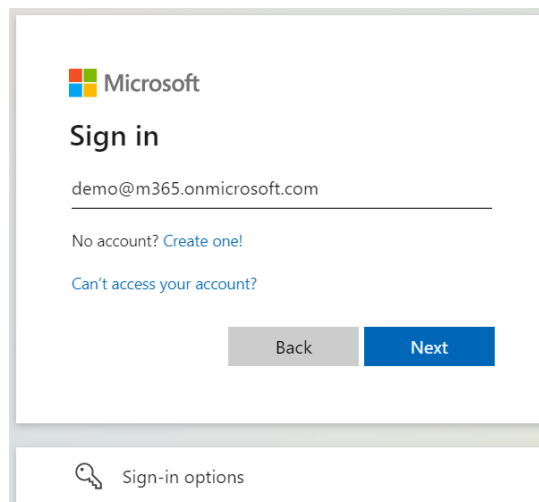 Microsoft
Sign in
demo@m365.onmicrosoft.com
No account? Create one!
Can’t access your account?
Back Next
Sign-in options